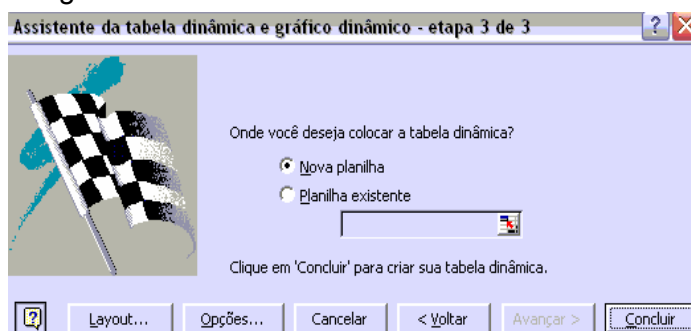 Assistente da tabela dinâmica e gráfico dinâmico - etapa 3 de 3
Onde você deseja colocar a tabela dinâmica?
Nova planilha
Planilha existente
Clique em 'Concluir' para criar sua tabela dinâmica.
Layout... Opções... Cancelar < Voltar Avançar > Concluir